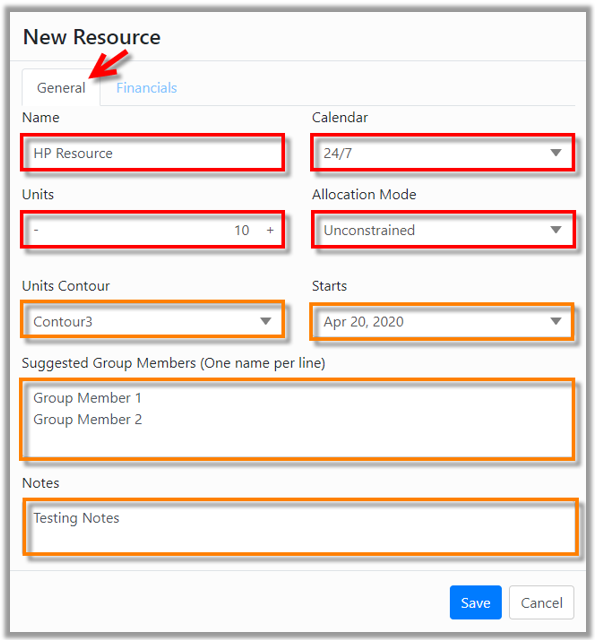 New Resource
General Financials
Name Calendar
HP Resource 24/7
Units Allocation Mode
- 10 + Unconstrained
Units Contour Starts
Contour3 Apr 20, 2020
Suggested Group Members (One name per line)
Group Member 1
Group Member 2
Notes
Testing Notes
Save Cancel